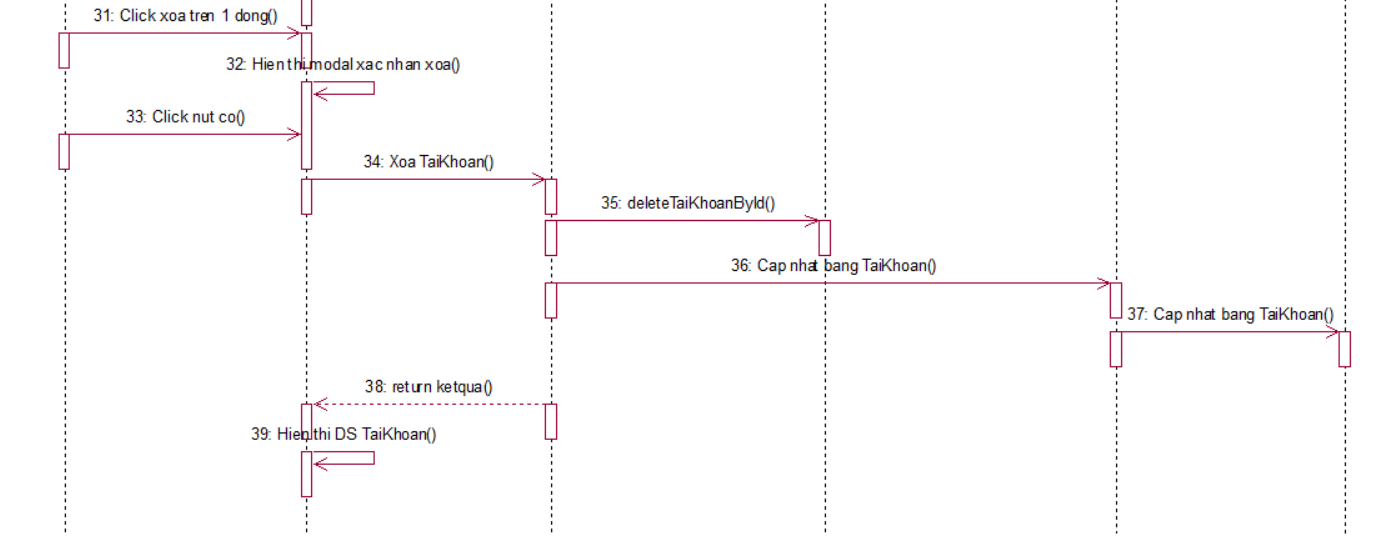 31: Click xoa tren 1 dong()
32: Hien thi modal xac nhan xoa()
33: Click nut co()
34: Xoa TaiKhoan()
35: deleteTaiKhoanById()
36: Cap nhat bang TaiKhoan()
37: Cap nhat bang TaiKhoan()
38: return ketqua()
39: Hien thi DS TaiKhoan()